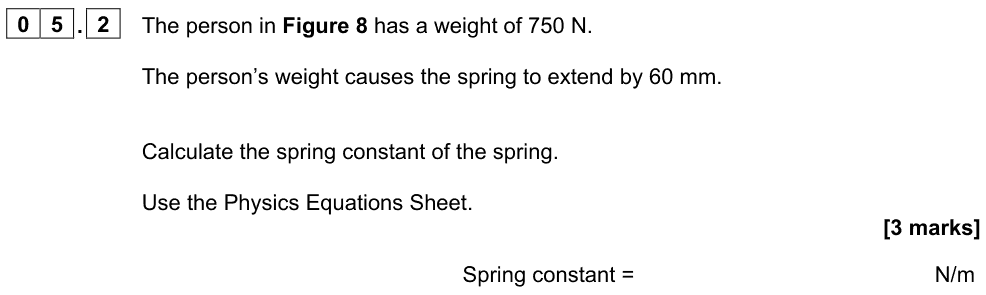 0 5 . 2 The person in Figure 8 has a weight of 750 N.
The person’s weight causes the spring to extend by 60 mm.
Calculate the spring constant of the spring.
Use the Physics Equations Sheet.
[3 marks]
Spring constant = N/m